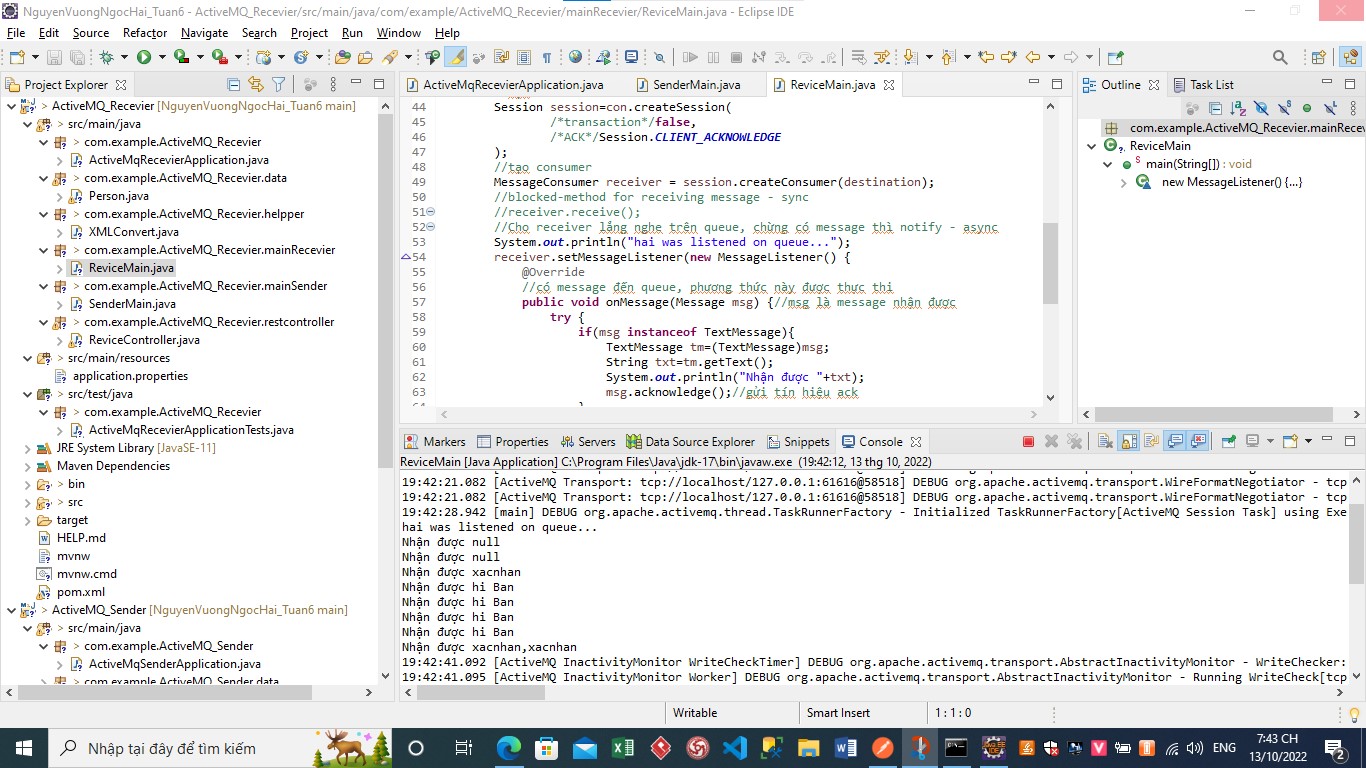 NguyenVuongNgocHai_Tuan6 - ActiveMQ_Recevier/src/main/java/com/example/ActiveMQ_Recevier/mainRecevier/ReviceMain.java - Eclipse IDE
File Edit Source Refactor Navigate Search Project Run Window Help
Project Explorer
> ActiveMQ_Recevier [NguyenVuongNgocHai_Tuan6 main]
> src/main/java
> com.example.ActiveMQ_Recevier
ActiveMqRecevierApplication.java
> com.example.ActiveMQ_Recevier.data
Person.java
> com.example.ActiveMQ_Recevier.helpper
XMLConvert.java
> com.example.ActiveMQ_Recevier.mainRecevier
ReviceMain.java
> com.example.ActiveMQ_Recevier.mainSender
SenderMain.java
> com.example.ActiveMQ_Recevier.restcontroller
ReviceController.java
> src/main/resources
application.properties
> src/test/java
> com.example.ActiveMQ_Recevier
ActiveMqRecevierApplicationTests.java
JRE System Library [JavaSE-11]
Maven Dependencies
> bin
> src
target
HELP.md
mvnw
mvnw.cmd
pom.xml
> ActiveMQ_Sender [NguyenVuongNgocHai_Tuan6 main]
> src/main/java
> com.example.ActiveMQ_Sender
ActiveMqSenderApplication.java
> com.example.ActiveMQ_Sender.data
ActiveMqRecevierApplication.java SenderMain.java ReviceMain.java
44 Session session=con.createSession(
45 /*transaction*/false,
46 /*ACK*/Session.CLIENT_ACKNOWLEDGE
47 );
48 //tạo consumer
49 MessageConsumer receiver = session.createConsumer(destination);
50 //blocked-method for receiving message - sync
51 //receiver.receive();
52 //Cho receiver lắng nghe trên queue, chừng có message thì notify - async
53 System.out.println("hai was listened on queue...");
54 receiver.setMessageListener(new MessageListener() {
55 @Override
56 //có message đến queue, phương thức này được thực thi
57 public void onMessage(Message msg) {//msg là message nhận được
58 try {
59 if(msg instanceof TextMessage){
60 TextMessage tm=(TextMessage)msg;
61 String txt=tm.getText();
62 System.out.println("Nhận được "+txt);
63 msg.acknowledge();//gửi tín hiệu ack
64 }
Outline Task List
com.example.ActiveMQ_Recevier.mainRece
ReviceMain
main(String[]) : void
new MessageListener() {...}
Markers Properties Servers Data Source Explorer Snippets Console
ReviceMain [Java Application] C:\Program Files\Java\jdk-17\bin\javaw.exe (19:42:12, 13 thg 10, 2022)
19:42:21.082 [ActiveMQ Transport: tcp://localhost/127.0.0.1:61616@58518] DEBUG org.apache.activemq.transport.WireFormatNegotiator - tcp
19:42:21.082 [ActiveMQ Transport: tcp://localhost/127.0.0.1:61616@58518] DEBUG org.apache.activemq.transport.WireFormatNegotiator - tcp
19:42:28.942 [main] DEBUG org.apache.activemq.thread.TaskRunnerFactory - Initialized TaskRunnerFactory[ActiveMQ Session Task] using Exe
hai was listened on queue...
Nhận được null
Nhận được null
Nhận được xacnhan
Nhận được hi Ban
Nhận được hi Ban
Nhận được hi Ban
Nhận được hi Ban
Nhận được xacnhan,xacnhan
19:42:41.092 [ActiveMQ InactivityMonitor WriteCheckTimer] DEBUG org.apache.activemq.transport.AbstractInactivityMonitor - WriteChecker:
19:42:41.095 [ActiveMQ InactivityMonitor Worker] DEBUG org.apache.activemq.transport.AbstractInactivityMonitor - Running WriteCheck[tcp
Writable Smart Insert 1 : 1 : 0
Nhập tại đây để tìm kiếm
ENG
7:43 CH
13/10/2022
2